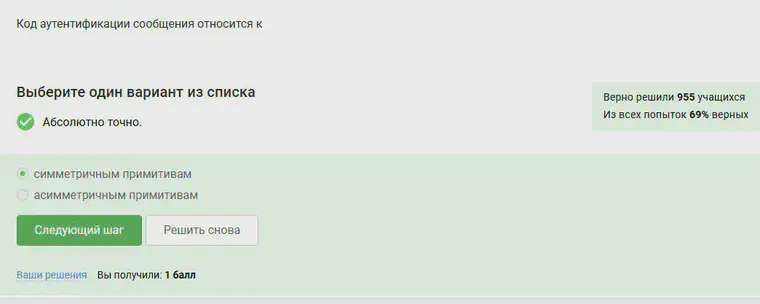 Код аутентификации сообщения относится к
Выберите один вариант из списка
Абсолютно точно.
Верно решили 955 учащихся
Из всех попыток 69% верных
симметричным примитивам
асимметричным примитивам
Следующий шаг
Решить снова
Ваши решения Вы получили: 1 балл